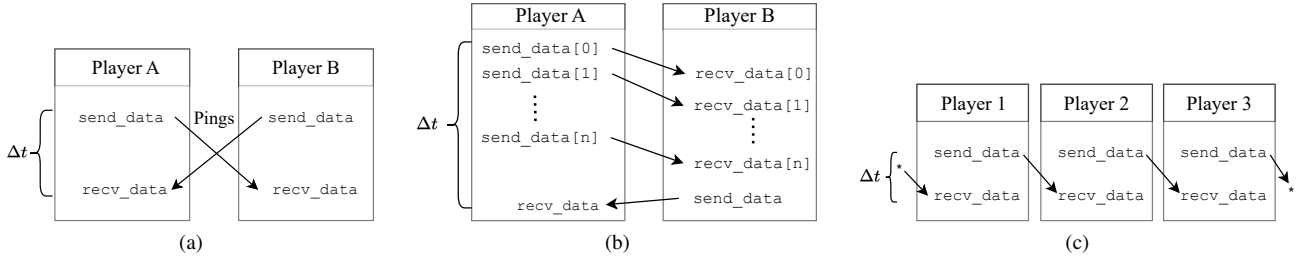 Player A
Player B
Pings
send_data
send_data
Δt
recv_data
recv_data
(a)
Player A
Player B
send_data[0]
send_data[1]
recv_data[0]
recv_data[1]
Δt
send_data[n]
recv_data[n]
send_data
recv_data
(b)
Player 1
Player 2
Player 3
send_data
send_data
send_data
Δt
*
recv_data
recv_data
recv_data
*
(c)